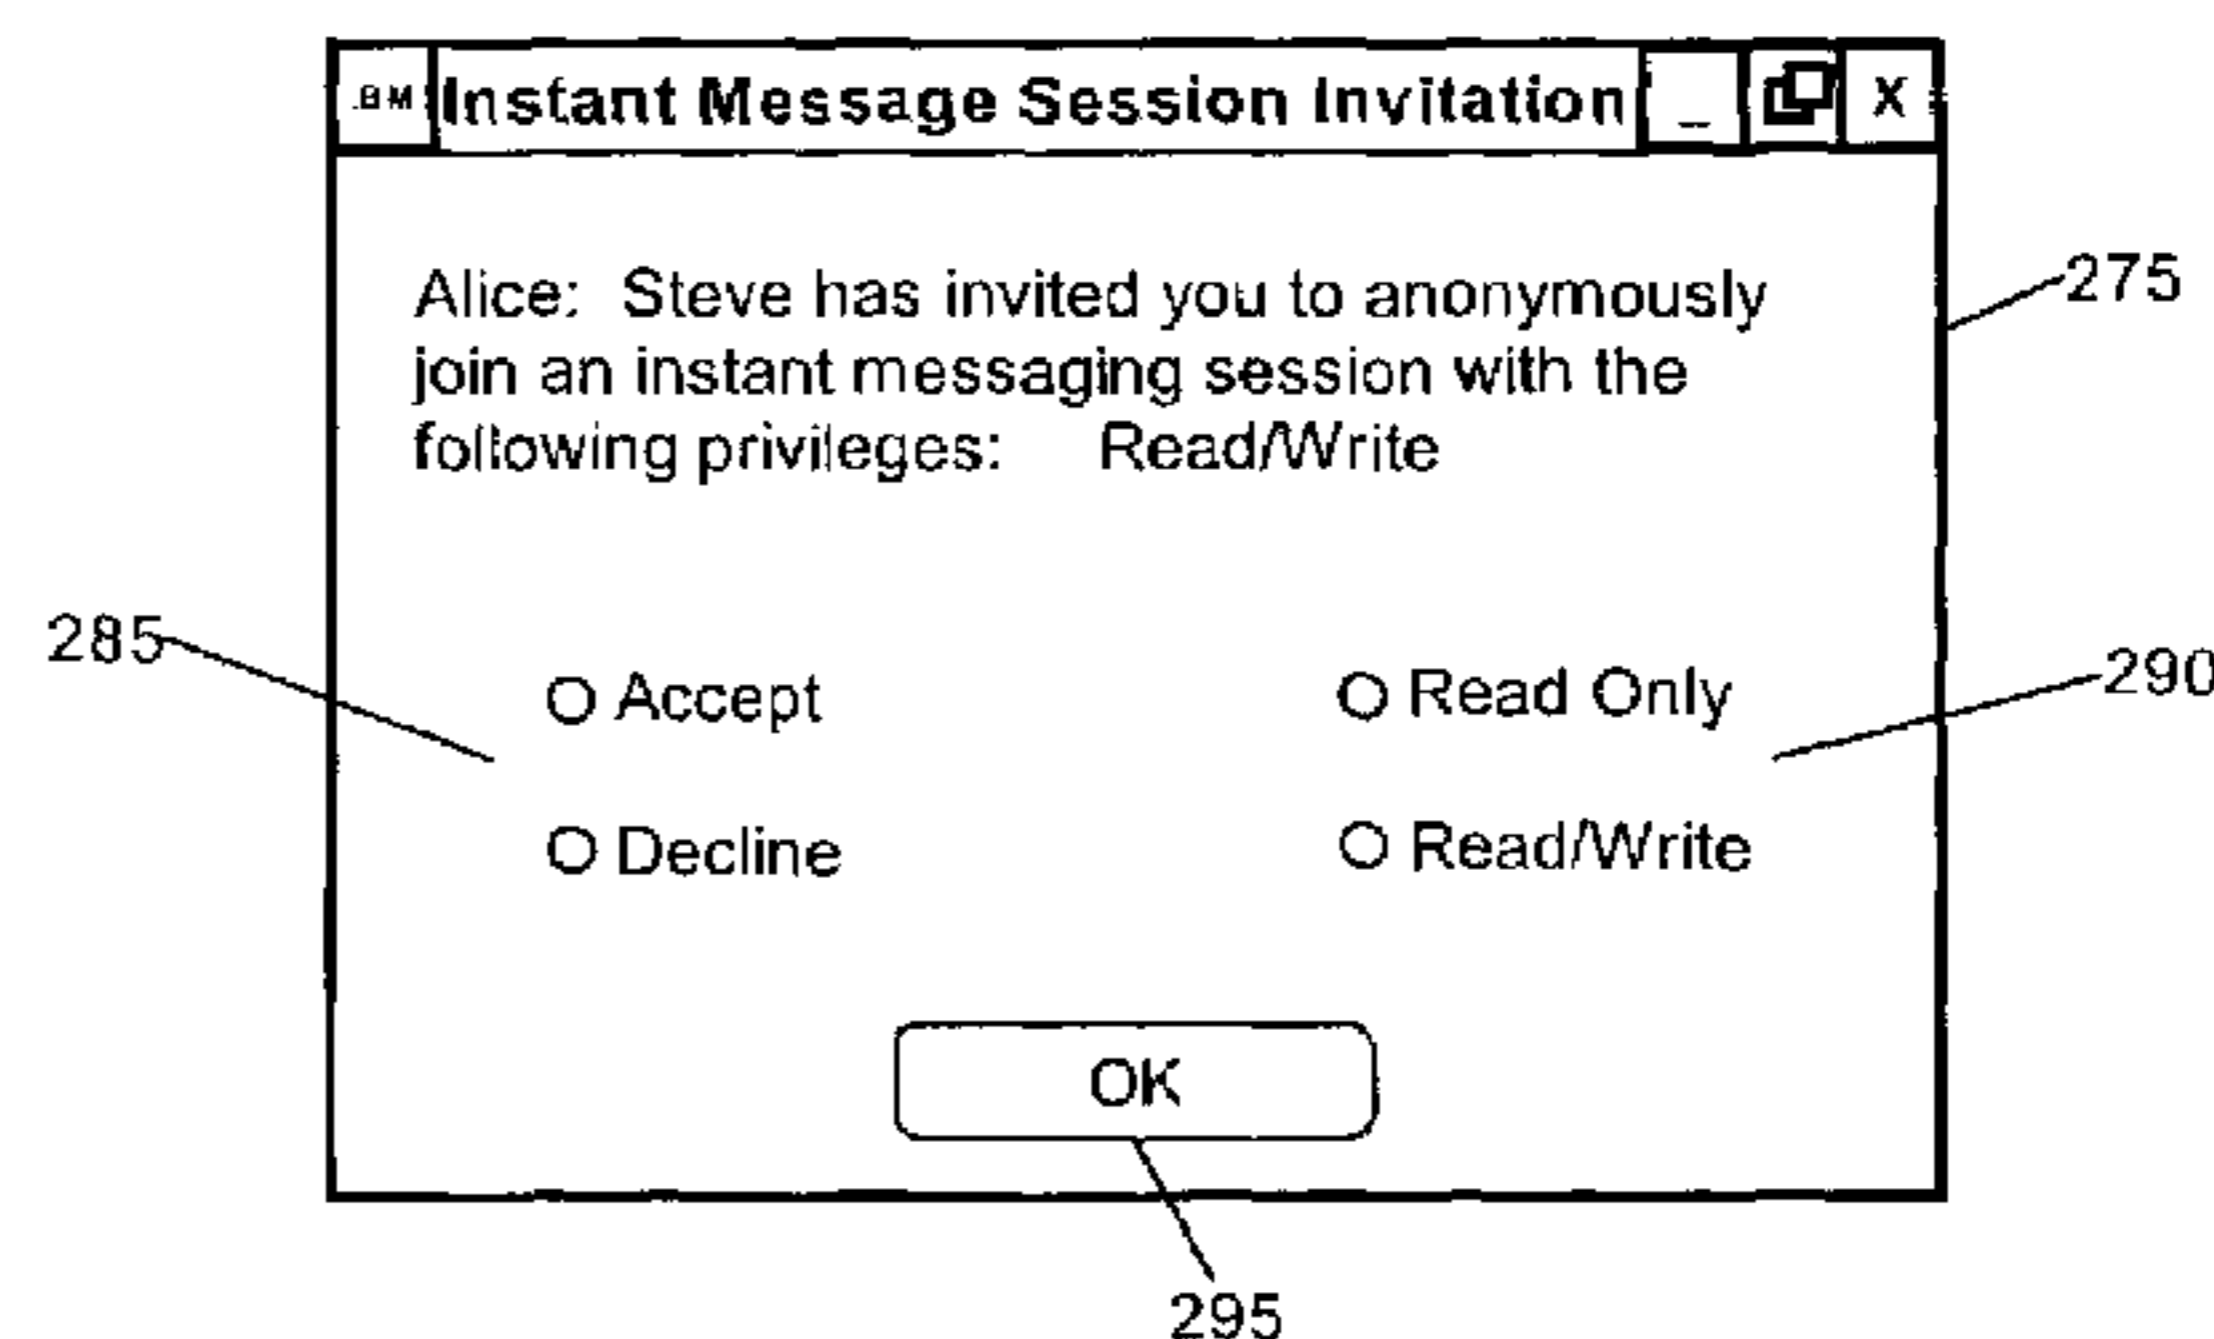 .BM Instant Message Session Invitation _ X
Alice: Steve has invited you to anonymously
join an instant messaging session with the
following privileges: Read/Write
275
285
290
Accept Read Only
Decline Read/Write
OK
295